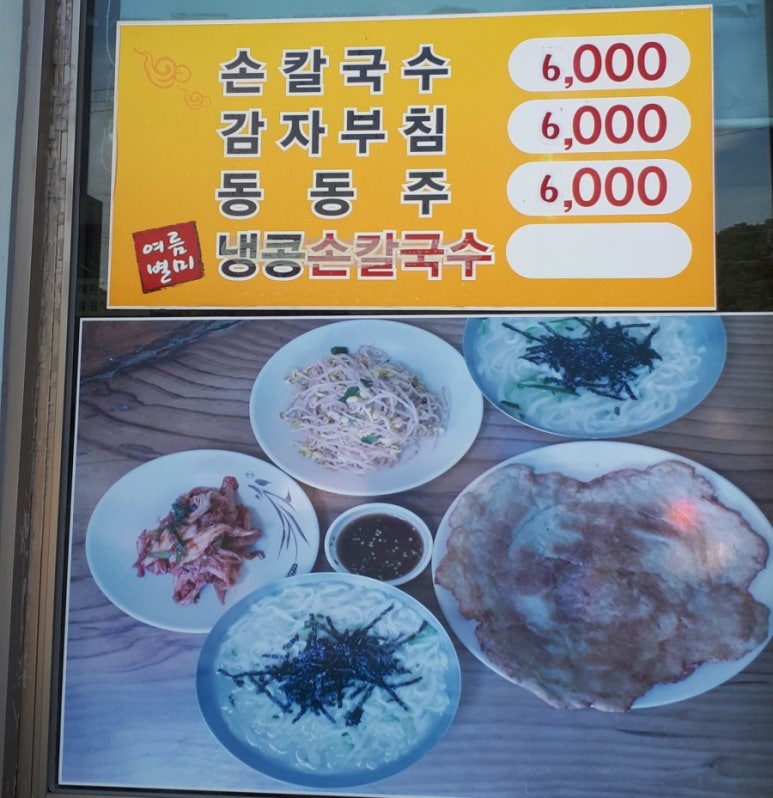 손칼국수 6,000
감자부침 6,000
동동주 6,000
여름
별미
냉콩손칼국수